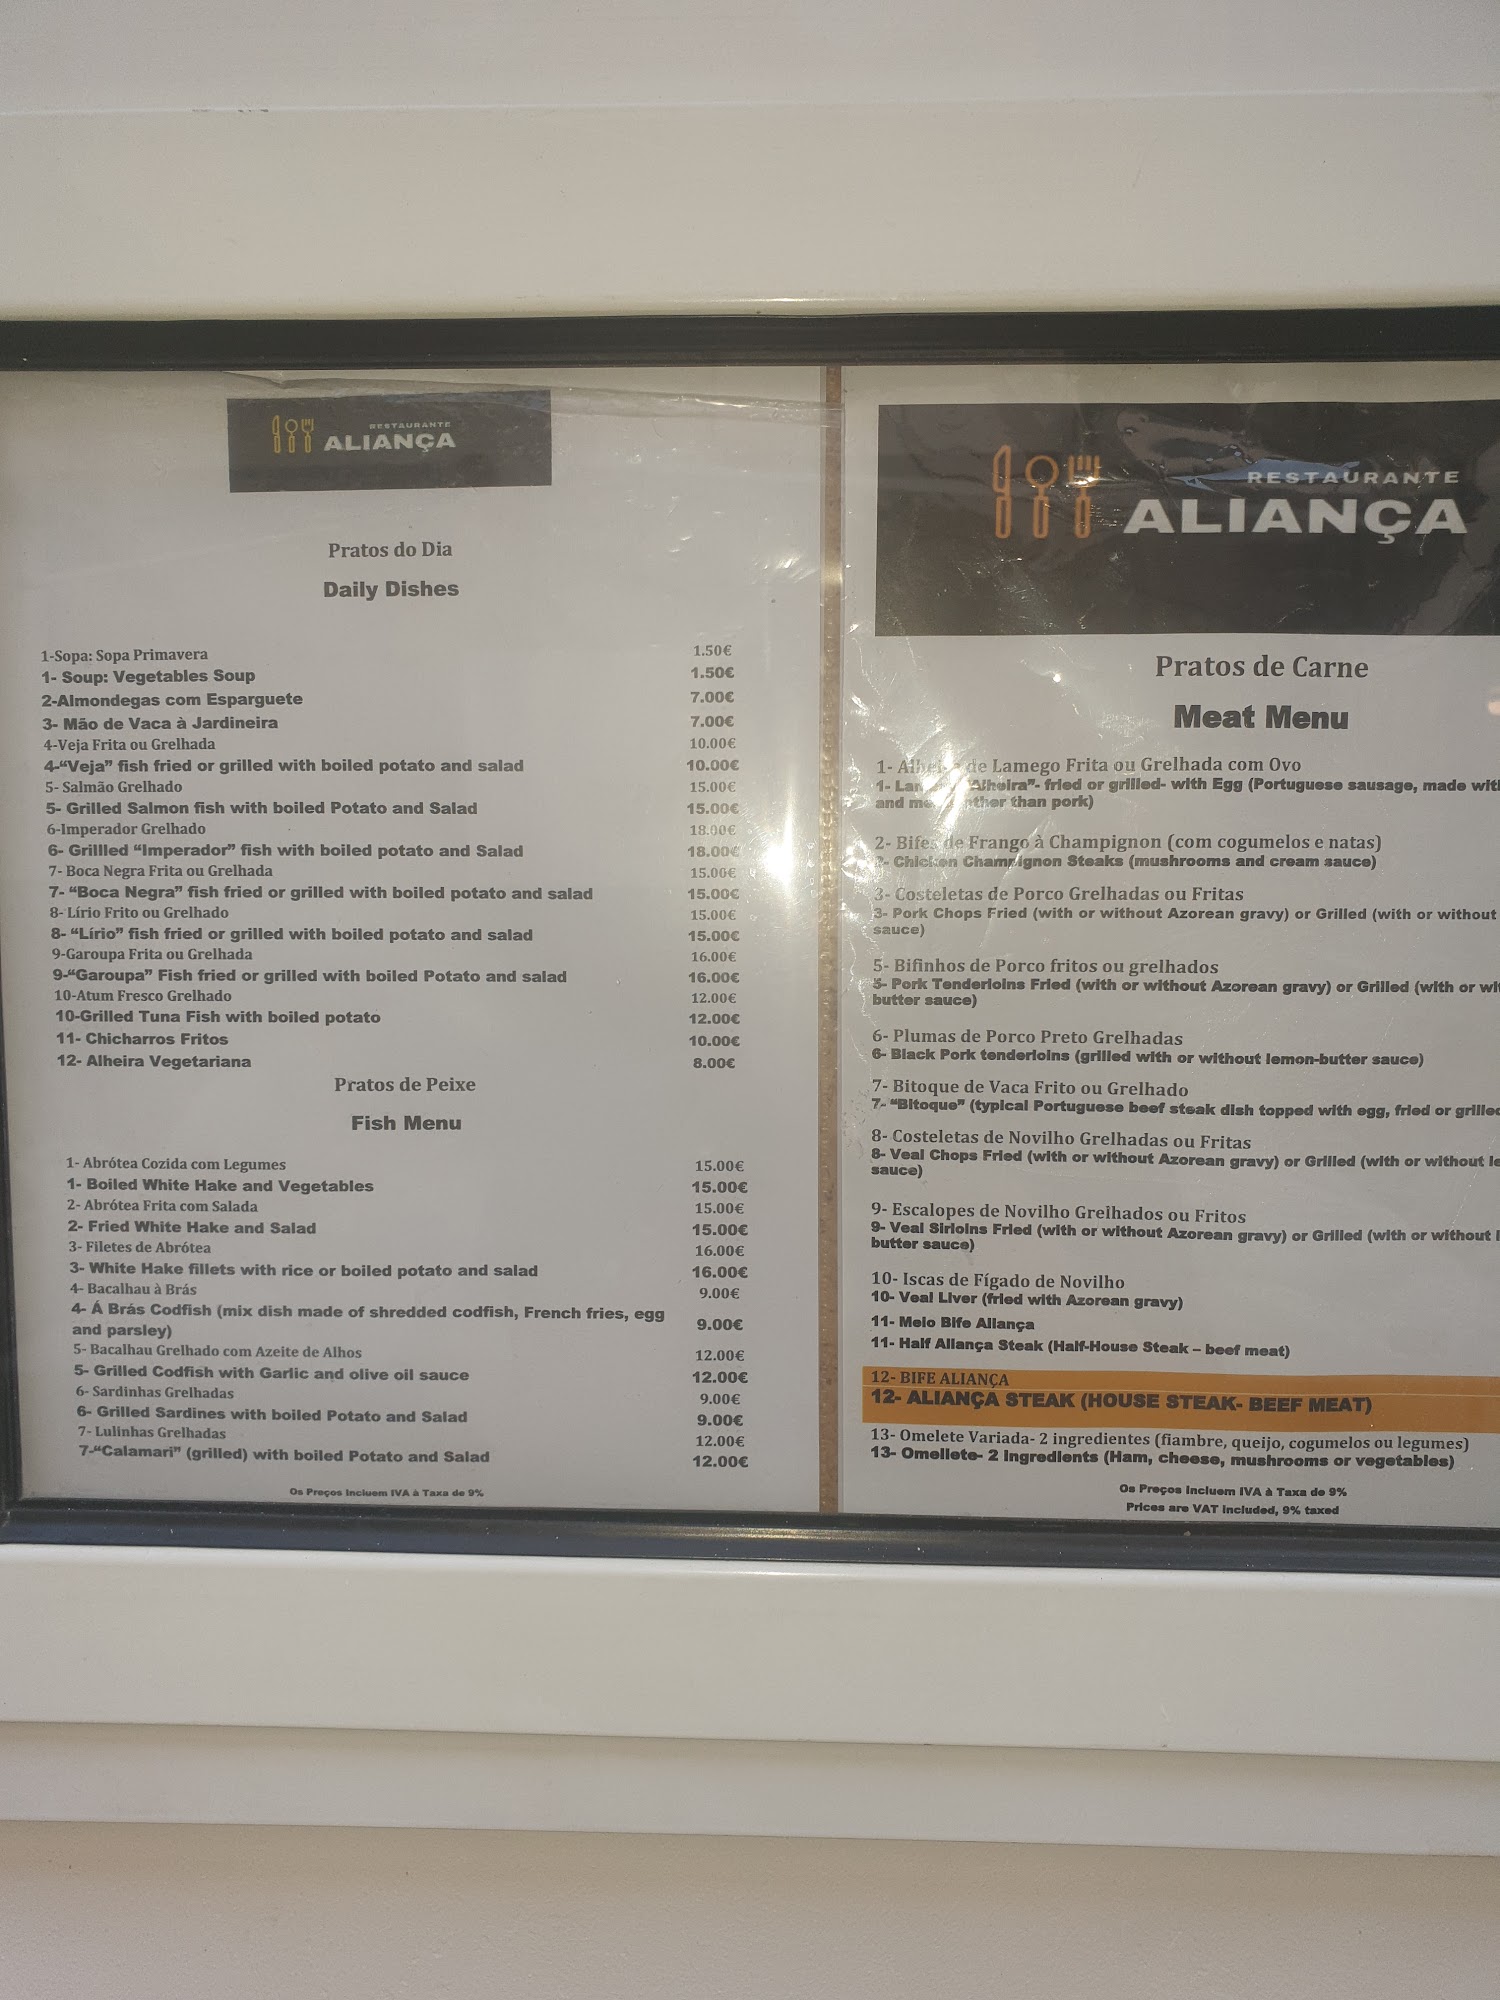 RESTAURANTE
ALIANÇA
Pratos do Dia
Daily Dishes
1-Sopa: Sopa Primavera 1.50€
1- Soup: Vegetables Soup 1.50€
2-Almondegas com Esparguete 7.00€
3- Mão de Vaca à Jardineira 7.00€
4-Veja Frita ou Grelhada 10.00€
4-“Veja” fish fried or grilled with boiled potato and salad 10.00€
5- Salmão Grelhado 15.00€
5- Grilled Salmon fish with boiled Potato and Salad 15.00€
6-Imperador Grelhado 18.00€
6- Grillled “Imperador” fish with boiled potato and Salad 18.00€
7- Boca Negra Frita ou Grelhada 15.00€
7- “Boca Negra” fish fried or grilled with boiled potato and salad 15.00€
8- Lírio Frito ou Grelhado 15.00€
8- “Lírio” fish fried or grilled with boiled potato and salad 15.00€
9-Garoupa Frita ou Grelhada 16.00€
9-“Garoupa” Fish fried or grilled with boiled Potato and salad 16.00€
10-Atum Fresco Grelhado 12.00€
10-Grilled Tuna Fish with boiled potato 12.00€
11- Chicharros Fritos 10.00€
12- Alheira Vegetariana 8.00€
Pratos de Peixe
Fish Menu
1- Abrótea Cozida com Legumes 15.00€
1- Boiled White Hake and Vegetables 15.00€
2- Abrótea Frita com Salada 15.00€
2- Fried White Hake and Salad 15.00€
3- Filetes de Abrótea 16.00€
3- White Hake fillets with rice or boiled potato and salad 16.00€
4- Bacalhau à Brás 9.00€
4- Á Brás Codfish (mix dish made of shredded codfish, French fries, egg
and parsley) 9.00€
5- Bacalhau Grelhado com Azeite de Alhos 12.00€
5- Grilled Codfish with Garlic and olive oil sauce 12.00€
6- Sardinhas Grelhadas 9.00€
6- Grilled Sardines with boiled Potato and Salad 9.00€
7- Lulinhas Grelhadas 12.00€
7-“Calamari” (grilled) with boiled Potato and Salad 12.00€
Os Preços Incluem IVA à Taxa de 9%
RESTAURANTE
ALIANÇA
Pratos de Carne
Meat Menu
1- de Lamego Frita ou Grelhada com Ovo
1- "Alheira”- fried or grilled- with Egg (Portuguese sausage, made
and other than pork)
2- Bifes de Frango à Champignon (com cogumelos e natas)
2- Chicken Champignon Steaks (mushrooms and cream sauce)
3- Costeletas de Porco Grelhadas ou Fritas
3- Pork Chops Fried (with or without Azorean gravy) or Grilled (with or without
sauce)
5- Bifinhos de Porco fritos ou grelhados
5- Pork Tenderloins Fried (with or without Azorean gravy) or Grilled (with or
butter sauce)
6- Plumas de Porco Preto Grelhadas
6- Black Pork tenderloins (grilled with or without lemon-butter sauce)
7- Bitoque de Vaca Frito ou Grelhado
7- “Bitoque” (typical Portuguese beef steak dish topped with egg, fried or
8- Costeletas de Novilho Grelhadas ou Fritas
8- Veal Chops Fried (with or without Azorean gravy) or Grilled (with or without
sauce)
9- Escalopes de Novilho Grelhados ou Fritos
9- Veal Sirloins Fried (with or without Azorean gravy) or Grilled (with or without
butter sauce)
10- Iscas de Fígado de Novilho
10- Veal Liver (fried with Azorean gravy)
11- Meio Bife Aliança
11- Half Aliança Steak (Half-House Steak – beef meat)
12- BIFE ALIANÇA
12- ALIANÇA STEAK (HOUSE STEAK- BEEF MEAT)
13- Omelete Variada- 2 ingredientes (fiambre, queijo, cogumelos ou legumes)
13- Omellete- 2 Ingredients (Ham, cheese, mushrooms or vegetables)
Os Preços Incluem IVA à Taxa de 9%
Prices are VAT included, 9% taxed